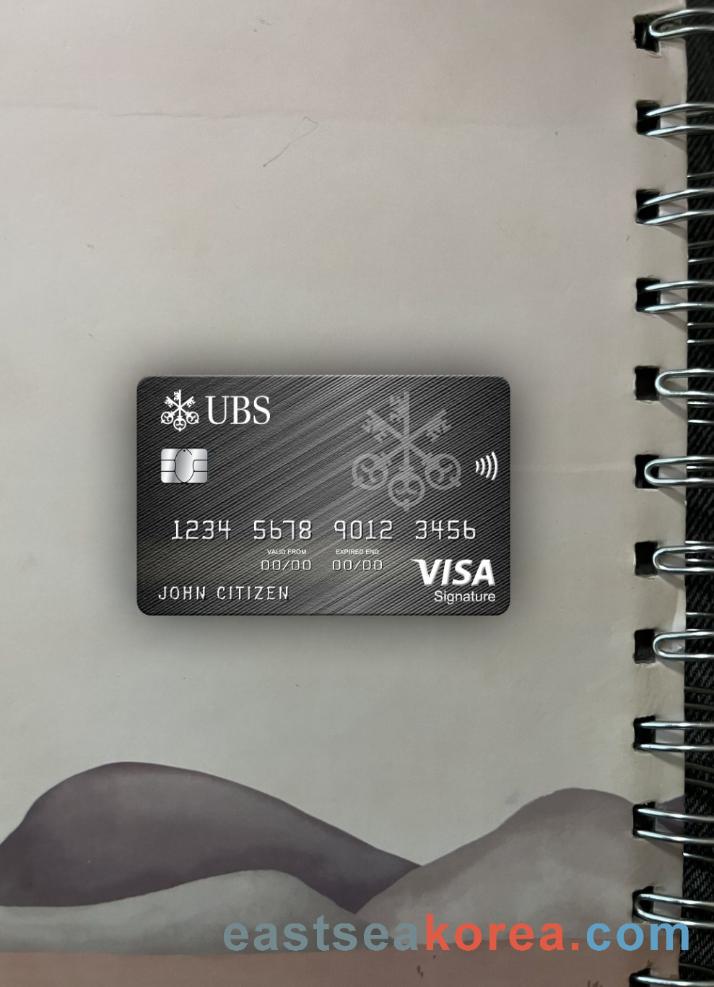 UBS
1234 5678 9012 3456
VALID FROM EXPIRED END
00/00 00/00
VISA
Signature
JOHN CITIZEN
eastseakorea.com